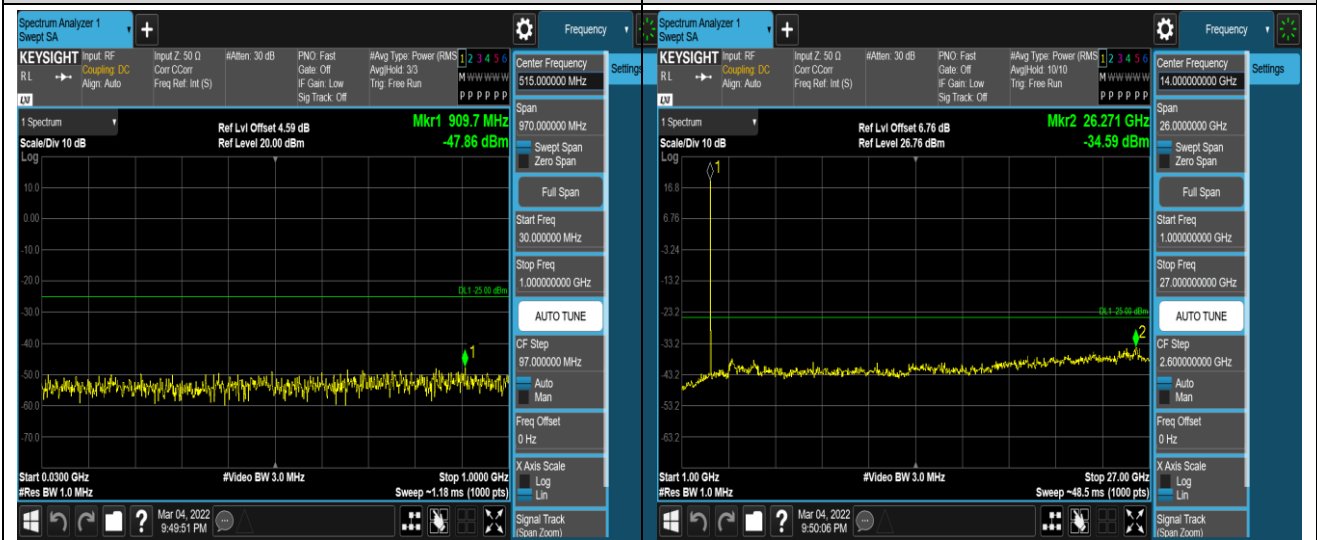 Spectrum Analyzer 1
Swept SA
Frequency
KEYSIGHT
RL
LXI
Input: RF
Coupling: DC
Align: Auto
Input Z: 50 Ω
Corr CCorr
Freq Ref: Int (S)
#Atten: 30 dB
PNO: Fast
Gate: Off
IF Gain: Low
Sig Track: Off
#Avg Type: Power (RMS
Avg|Hold: 3/3
Trig: Free Run
1 2 3 4 5 6
M W W W W W
P P P P P P
Center Frequency
515.000000 MHz
Settings
1 Spectrum
Scale/Div 10 dB
Log
Ref Lvl Offset 4.59 dB
Ref Level 20.00 dBm
Mkr1 909.7 MHz
-47.86 dBm
Span
970.000000 MHz
Swept Span
Zero Span
Full Span
Start Freq
30.000000 MHz
Stop Freq
1.000000000 GHz
AUTO TUNE
CF Step
97.000000 MHz
Auto
Man
Freq Offset
0 Hz
X Axis Scale
Log
Lin
Signal Track
(Span Zoom)
10.0
0.00
-10.0
-20.0
-30.0
-40.0
-50.0
-60.0
-70.0
DL1 -25.00 dBm
1
Start 0.0300 GHz
#Res BW 1.0 MHz
#Video BW 3.0 MHz
Stop 1.0000 GHz
Sweep ~1.18 ms (1000 pts)
?
Mar 04, 2022
9:49:51 PM
Spectrum Analyzer 1
Swept SA
Frequency
KEYSIGHT
RL
LXI
Input: RF
Coupling: DC
Align: Auto
Input Z: 50 Ω
Corr CCorr
Freq Ref: Int (S)
#Atten: 30 dB
PNO: Fast
Gate: Off
IF Gain: Low
Sig Track: Off
#Avg Type: Power (RMS
Avg|Hold: 10/10
Trig: Free Run
1 2 3 4 5 6
M W W W W W
P P P P P P
Center Frequency
14.000000000 GHz
Settings
1 Spectrum
Scale/Div 10 dB
Log
Ref Lvl Offset 6.76 dB
Ref Level 26.76 dBm
Mkr2 26.271 GHz
-34.59 dBm
Span
26.0000000 GHz
Swept Span
Zero Span
Full Span
Start Freq
1.000000000 GHz
Stop Freq
27.000000000 GHz
AUTO TUNE
CF Step
2.600000000 GHz
Auto
Man
Freq Offset
0 Hz
X Axis Scale
Log
Lin
Signal Track
(Span Zoom)
1
16.8
6.76
-3.24
-13.2
-23.2
-33.2
-43.2
-53.2
-63.2
DL1 -25.00 dBm
2
Start 1.00 GHz
#Res BW 1.0 MHz
#Video BW 3.0 MHz
Stop 27.00 GHz
Sweep ~48.5 ms (1000 pts)
?
Mar 04, 2022
9:50:06 PM